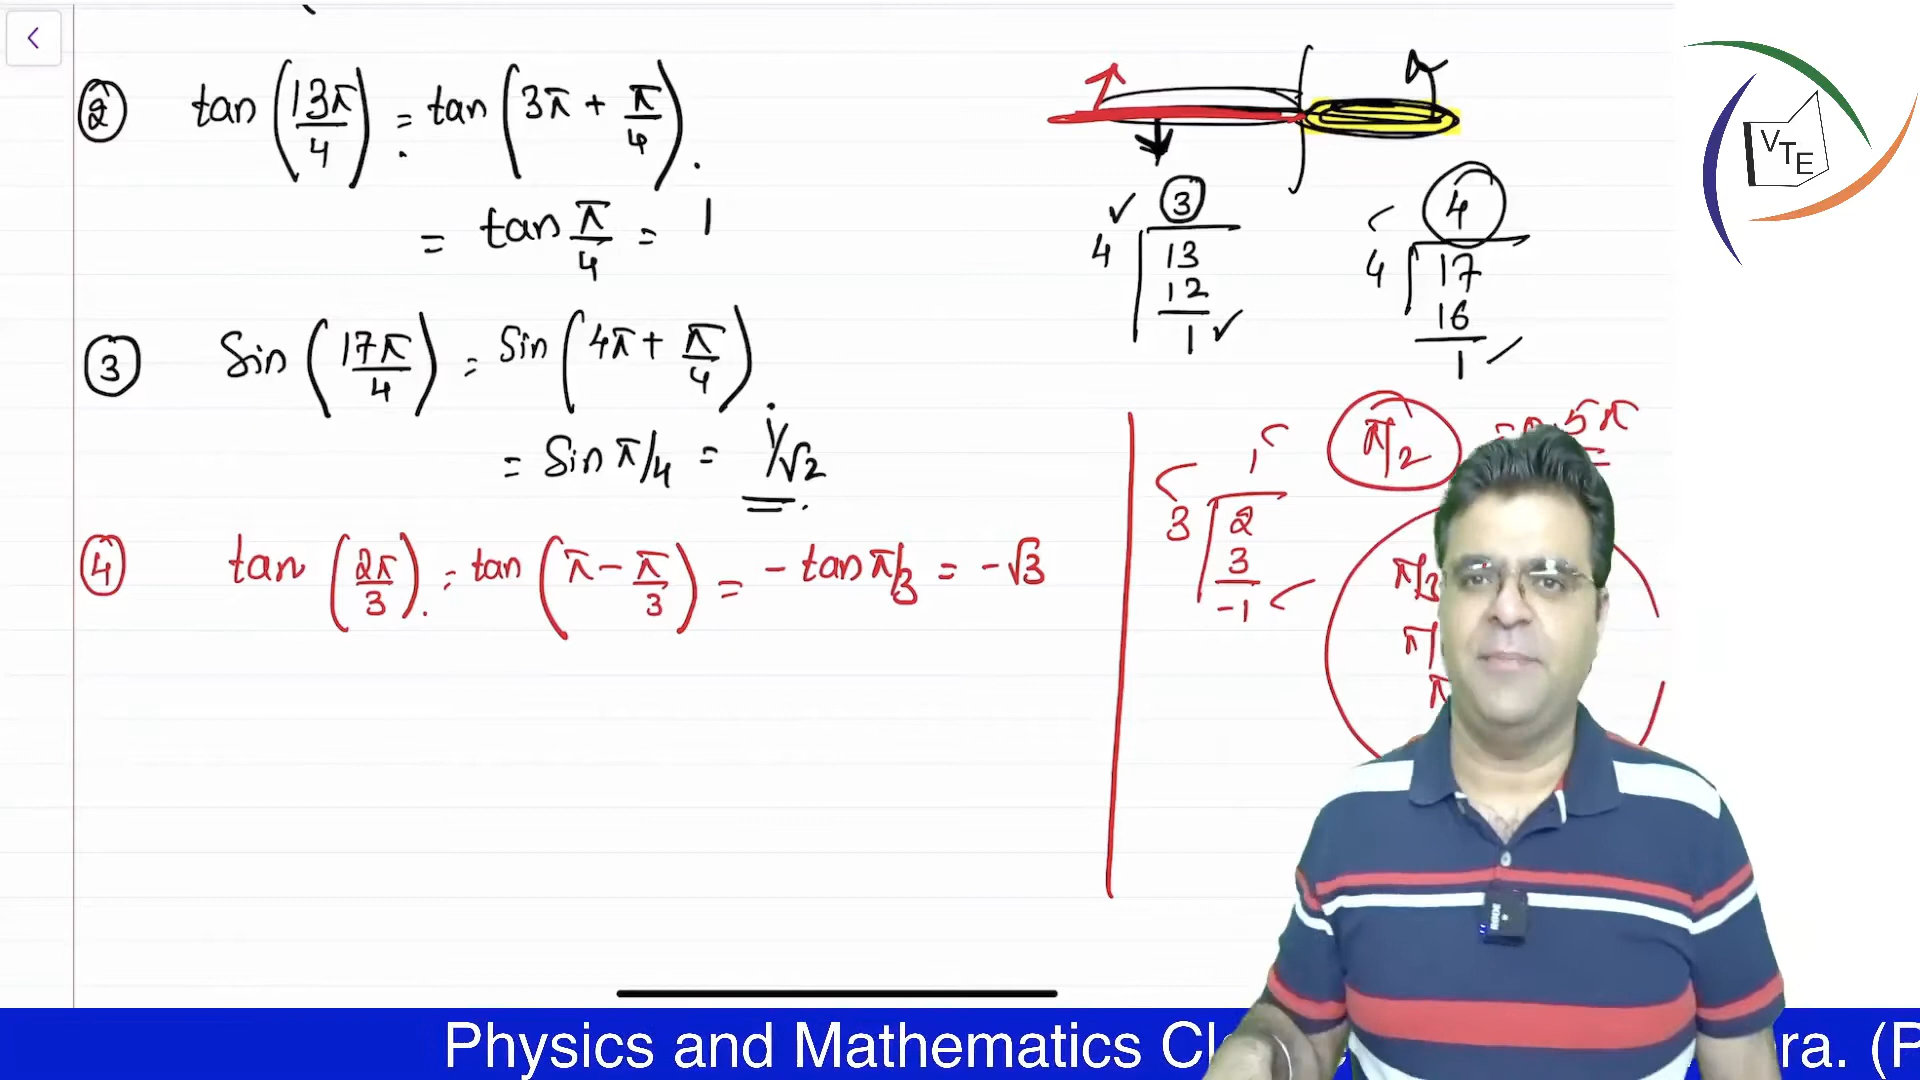 ② tan (13π/4) = tan (3π + π/4).
= tan π/4 = 1
③ Sin (17π/4) = Sin (4π + π/4).
= Sin π/4 = 1/√2
④ tan (2π/3) = tan (π - π/3) = - tan π/3 = - √3
✓ 3
4 13
12
1 ✓
4
4 17
16
1
π/2
5π
1
3 2
3
-1
VTE
Physics and Mathematics